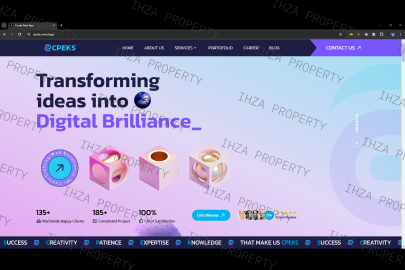 CPEKS
HOME ABOUT US SERVICES PORTOFOLIO CAREER BLOG
CONTACT US
Transforming
ideas into
Digital Brilliance_
135+ 185+ 100%
Worldwide Happy Clients Completed Project Client Satisfaction
Let's Discuss
SUCCESS CREATIVITY PATIENCE EXPERTISE KNOWLEDGE THAT MAKE US CPEKS SUCCESS CREATIVITY
IHZA PROPERTY